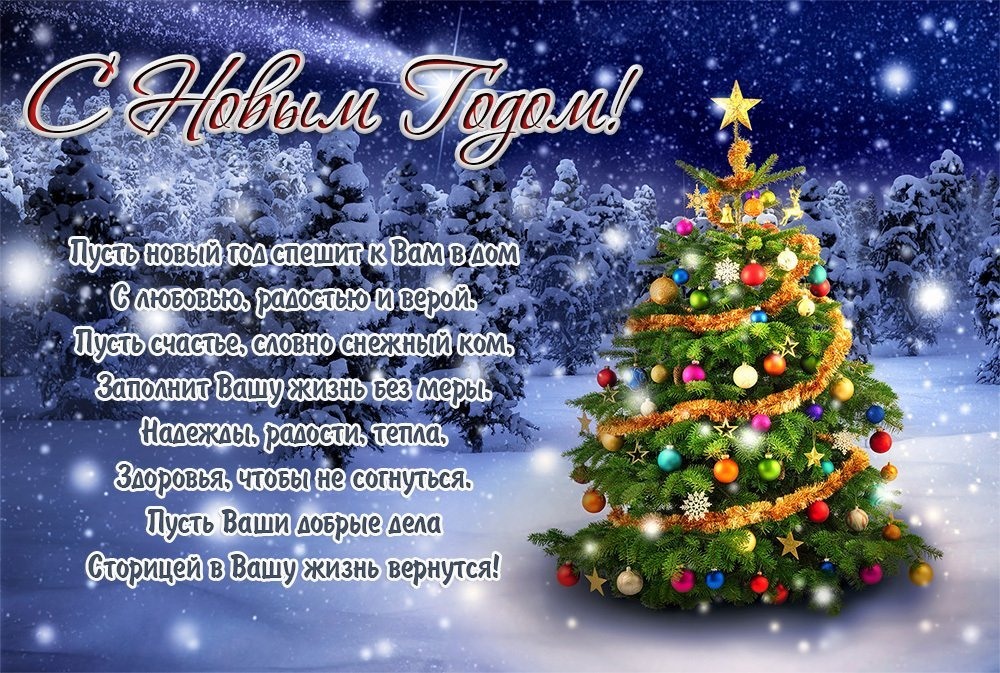 С Новым Годом!
Пусть новый год спешит к Вам в дом
С любовью, радостью и верой.
Пусть счастье, словно снежный ком,
Заполнит Вашу жизнь без меры.
Надежды, радости, тепла,
Здоровья, чтобы не согнуться.
Пусть Ваши добрые дела
Сторицей в Вашу жизнь вернутся!